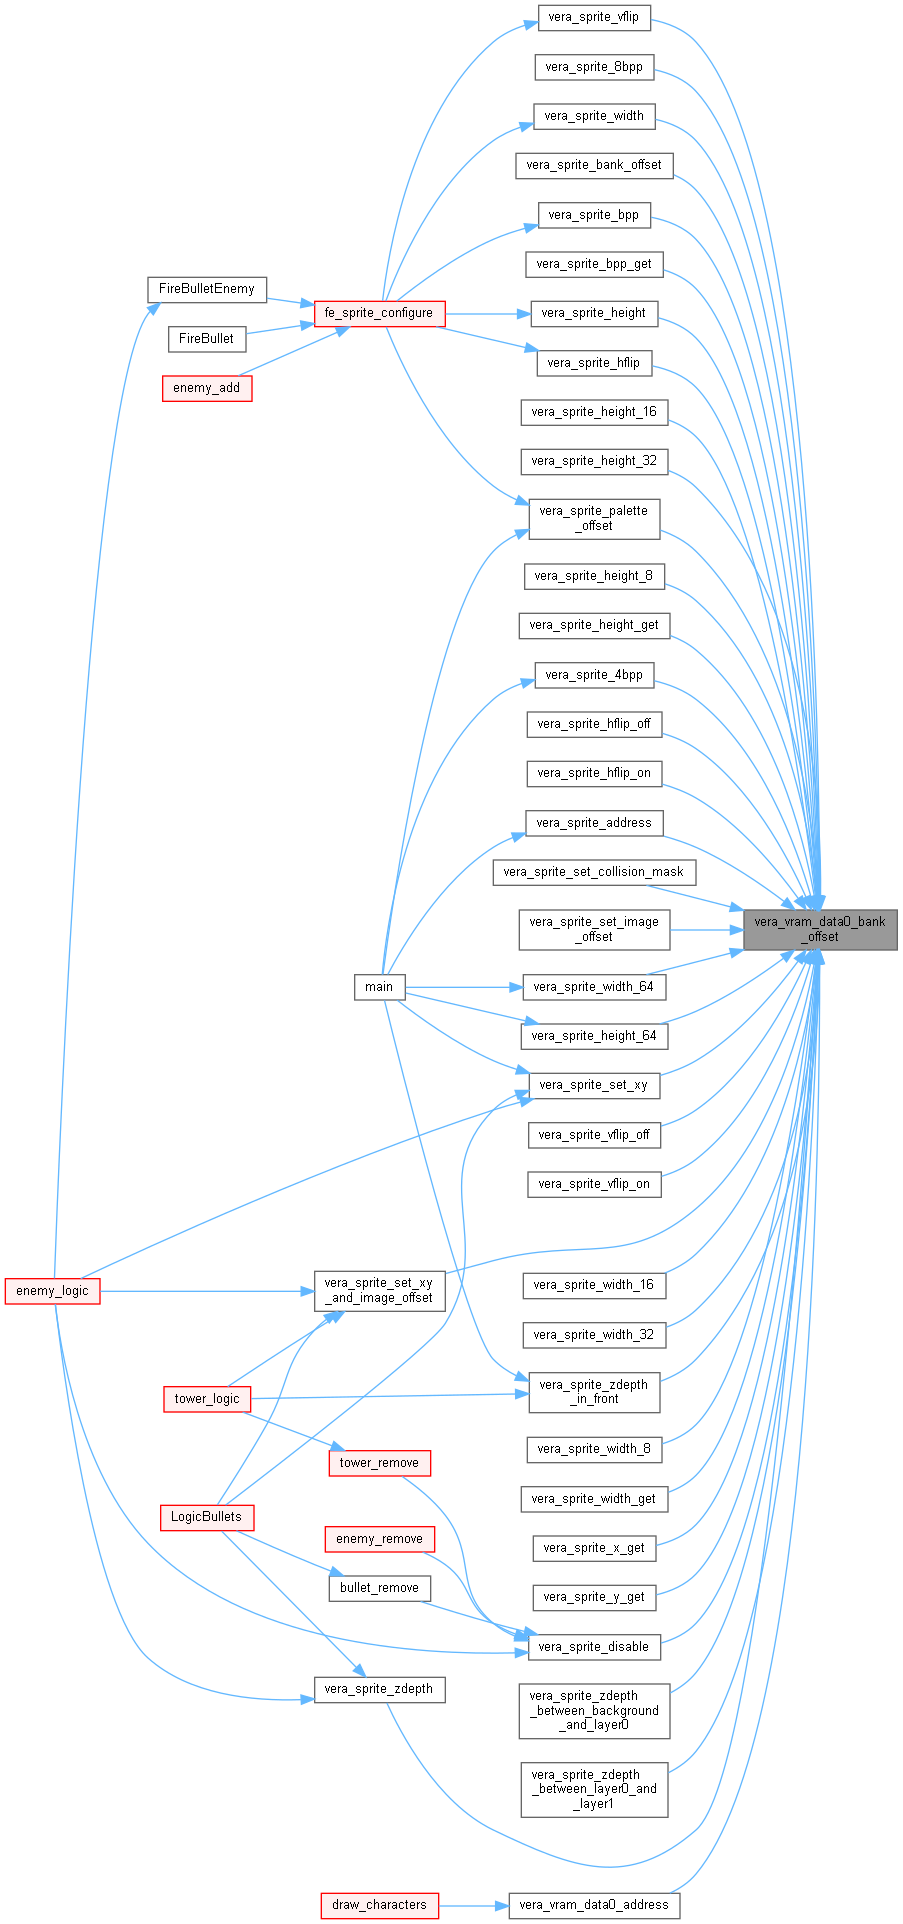 vera_sprite_vflip
vera_sprite_8bpp
vera_sprite_width
vera_sprite_bank_offset
vera_sprite_bpp
vera_sprite_bpp_get
FireBulletEnemy
fe_sprite_configure
vera_sprite_height
FireBullet
vera_sprite_hflip
enemy_add
vera_sprite_height_16
vera_sprite_height_32
vera_sprite_palette
_offset
vera_sprite_height_8
vera_sprite_height_get
vera_sprite_4bpp
vera_sprite_hflip_off
vera_sprite_hflip_on
vera_sprite_address
vera_sprite_set_collision_mask
vera_vram_data0_bank
_offset
vera_sprite_set_image
_offset
main
vera_sprite_width_64
vera_sprite_height_64
vera_sprite_set_xy
vera_sprite_vflip_off
vera_sprite_vflip_on
enemy_logic
vera_sprite_set_xy
_and_image_offset
vera_sprite_width_16
vera_sprite_width_32
tower_logic
vera_sprite_zdepth
_in_front
vera_sprite_width_8
tower_remove
vera_sprite_width_get
LogicBullets
enemy_remove
vera_sprite_x_get
bullet_remove
vera_sprite_y_get
vera_sprite_disable
vera_sprite_zdepth
vera_sprite_zdepth
_between_background
_and_layer0
vera_sprite_zdepth
_between_layer0_and
_layer1
draw_characters
vera_vram_data0_address